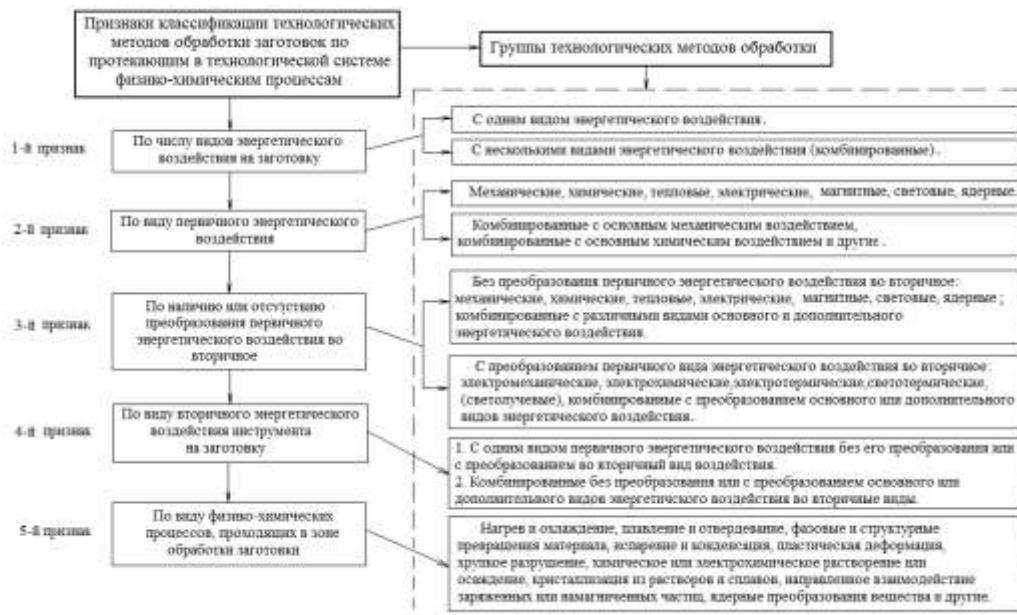 Признаки классификации технологических
методов обработки заготовок по
протекающим в технологической системе
физико-химическим процессам
Группы технологических методов обработки
1-й признак
По числу видов энергетического
воздействия на заготовку
С одним видом энергетического воздействия.
С несколькими видами энергетического воздействия (комбинированные).
2-й признак
По виду первичного энергетического
воздействия
Механические, химические, тепловые, электрические, магнитные, световые, ядерные.
Комбинированные с основным механическим воздействием,
комбинированные с основным химическим воздействием и другие.
3-й признак
По наличию или отсутствию
преобразования первичного
энергетического воздействия во
вторичное
Без преобразования первичного энергетического воздействия во вторичное:
механические, химические, тепловые, электрические, магнитные, световые, ядерные;
комбинированные с различными видами основного и дополнительного
энергетического воздействия.
С преобразованием первичного вида энергетического воздействия во вторичное:
электромеханические, электрохимические, электротермические, светотермические,
(светолучевые), комбинированные с преобразованием основного или дополнительного
видов энергетического воздействия.
4-й признак
По виду вторичного энергетического
воздействия инструмента
на заготовку
1. С одним видом первичного энергетического воздействия без его преобразования или
с преобразованием во вторичный вид воздействия.
2. Комбинированные без преобразования или с преобразованием основного или
дополнительного видов энергетичсского воздействия во вторичные виды.
5-й признак
По виду физико-химических
процессов, проходящих в зоне
обработки заготовки
Нагрев и охлаждение, плавление и отвердевание, фазовые и структурные
превращения материала, испарение и конденсация, пластическая деформация,
хрупкое разрушение, химическое или электрохимическое растворение или
осаждение, кристаллизация из растворов и сплавов, направленное взаимодействие
заряженных или намагниченных частиц, ядерные преобразования вещества и другие.